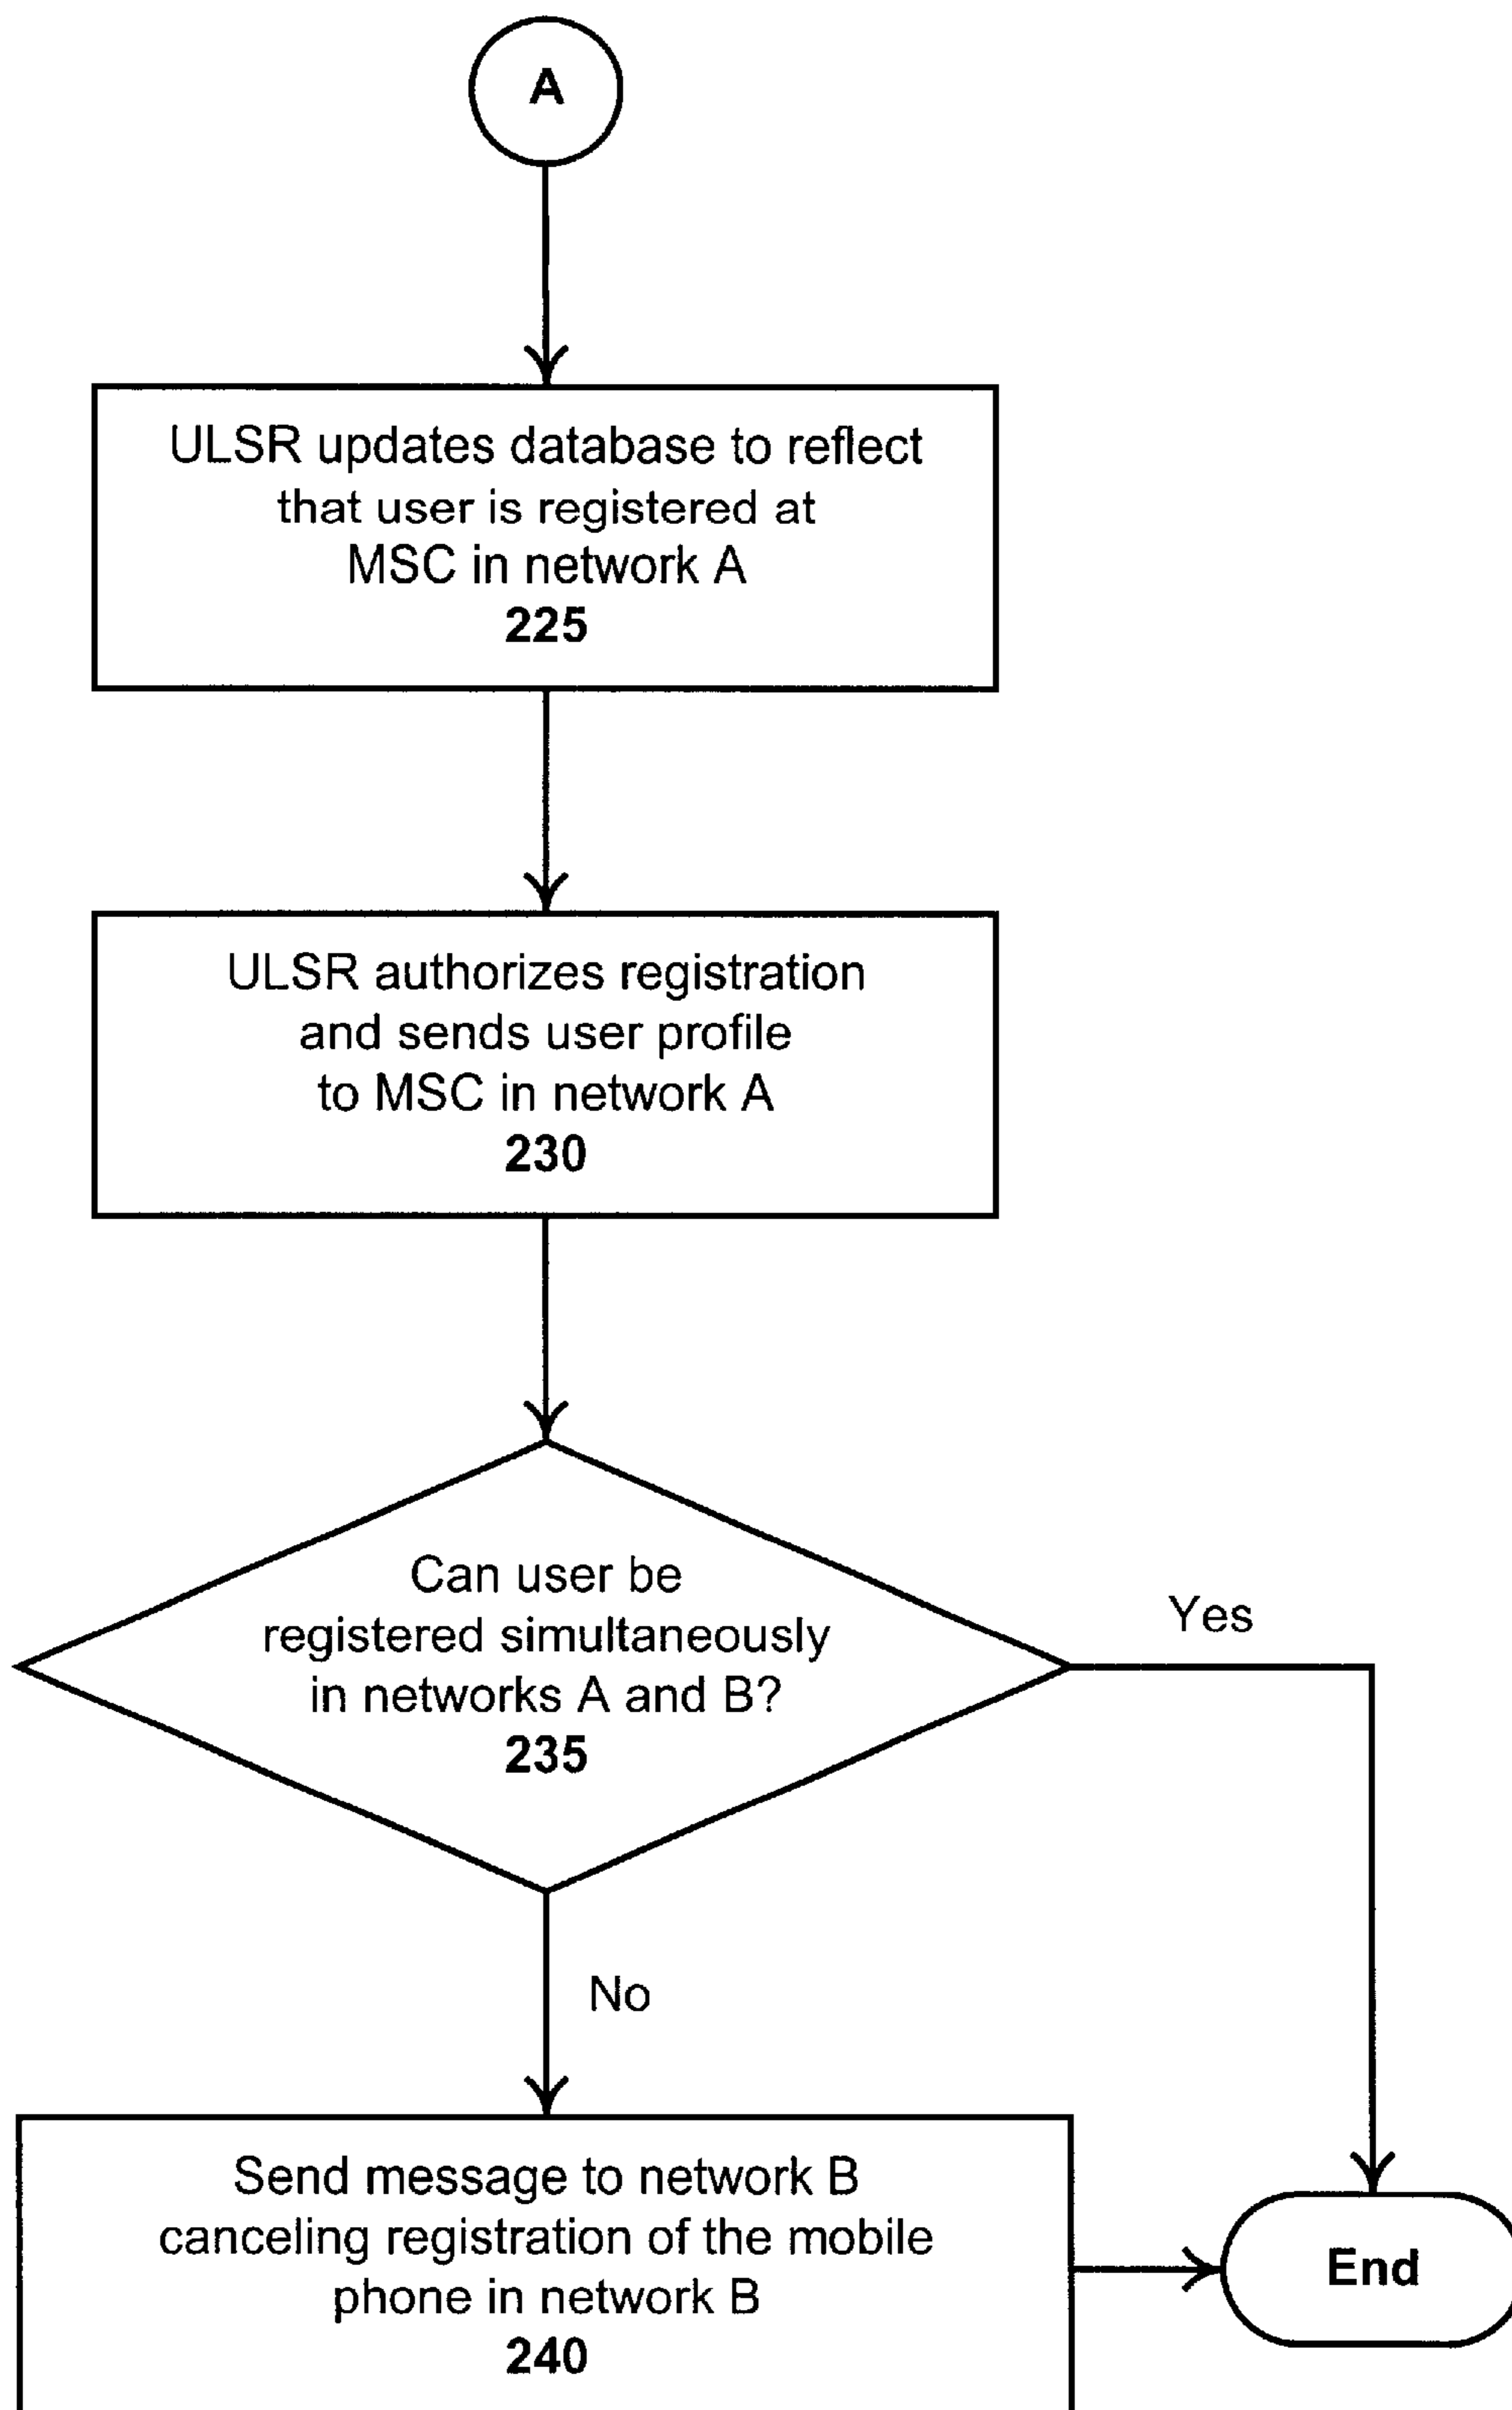 A
ULSR updates database to reflect
that user is registered at
MSC in network A
225
ULSR authorizes registration
and sends user profile
to MSC in network A
230
Can user be
registered simultaneously
in networks A and B?
235
Yes
No
Send message to network B
canceling registration of the mobile
phone in network B
240
End